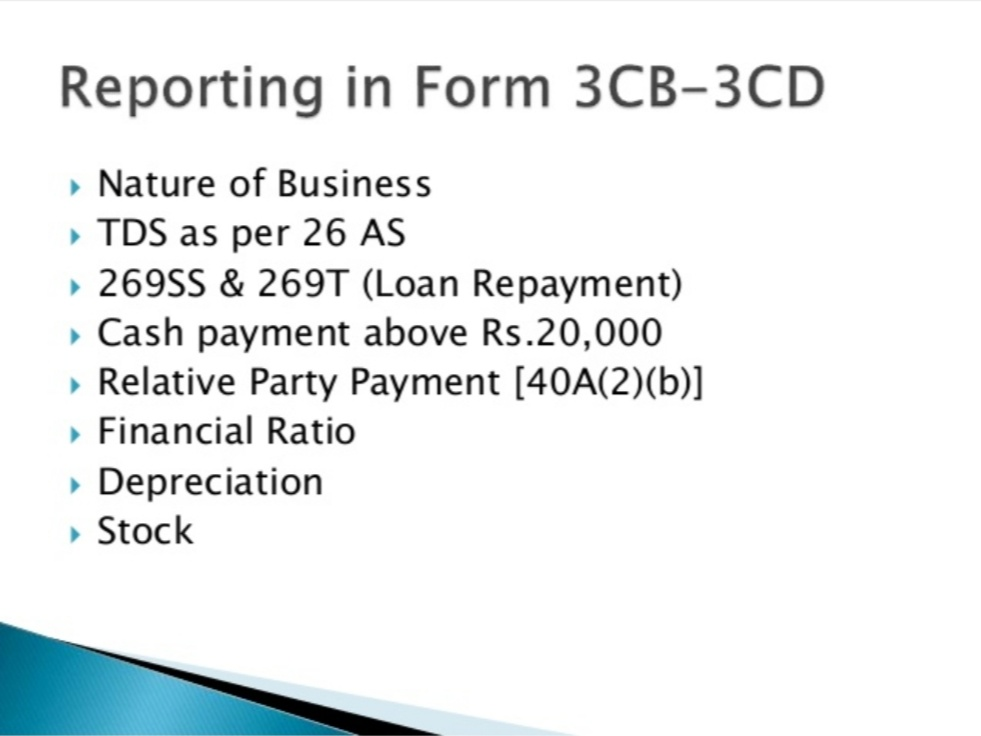 Reporting in Form 3CB-3CD
Nature of Business
TDS as per 26 AS
269SS & 269T (Loan Repayment)
Cash payment above Rs.20,000
Relative Party Payment [40A(2)(b)]
Financial Ratio
Depreciation
Stock